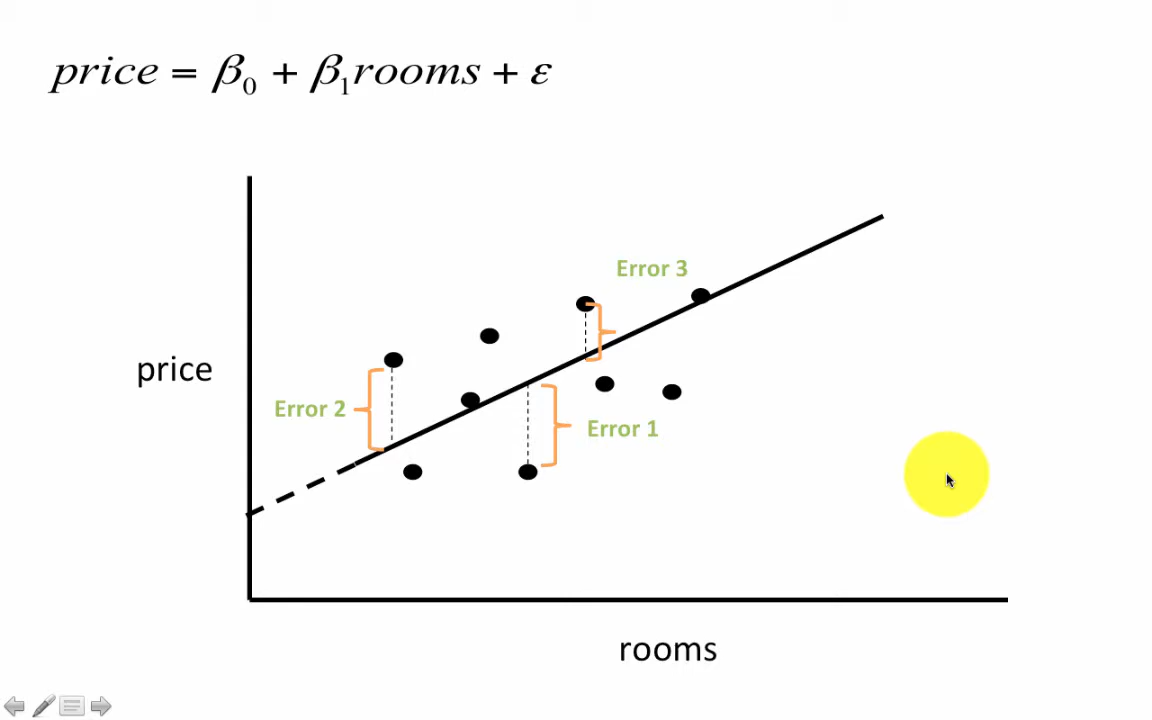 price = β₀ + β₁rooms + ε
Error 3
price
Error 2
Error 1
rooms